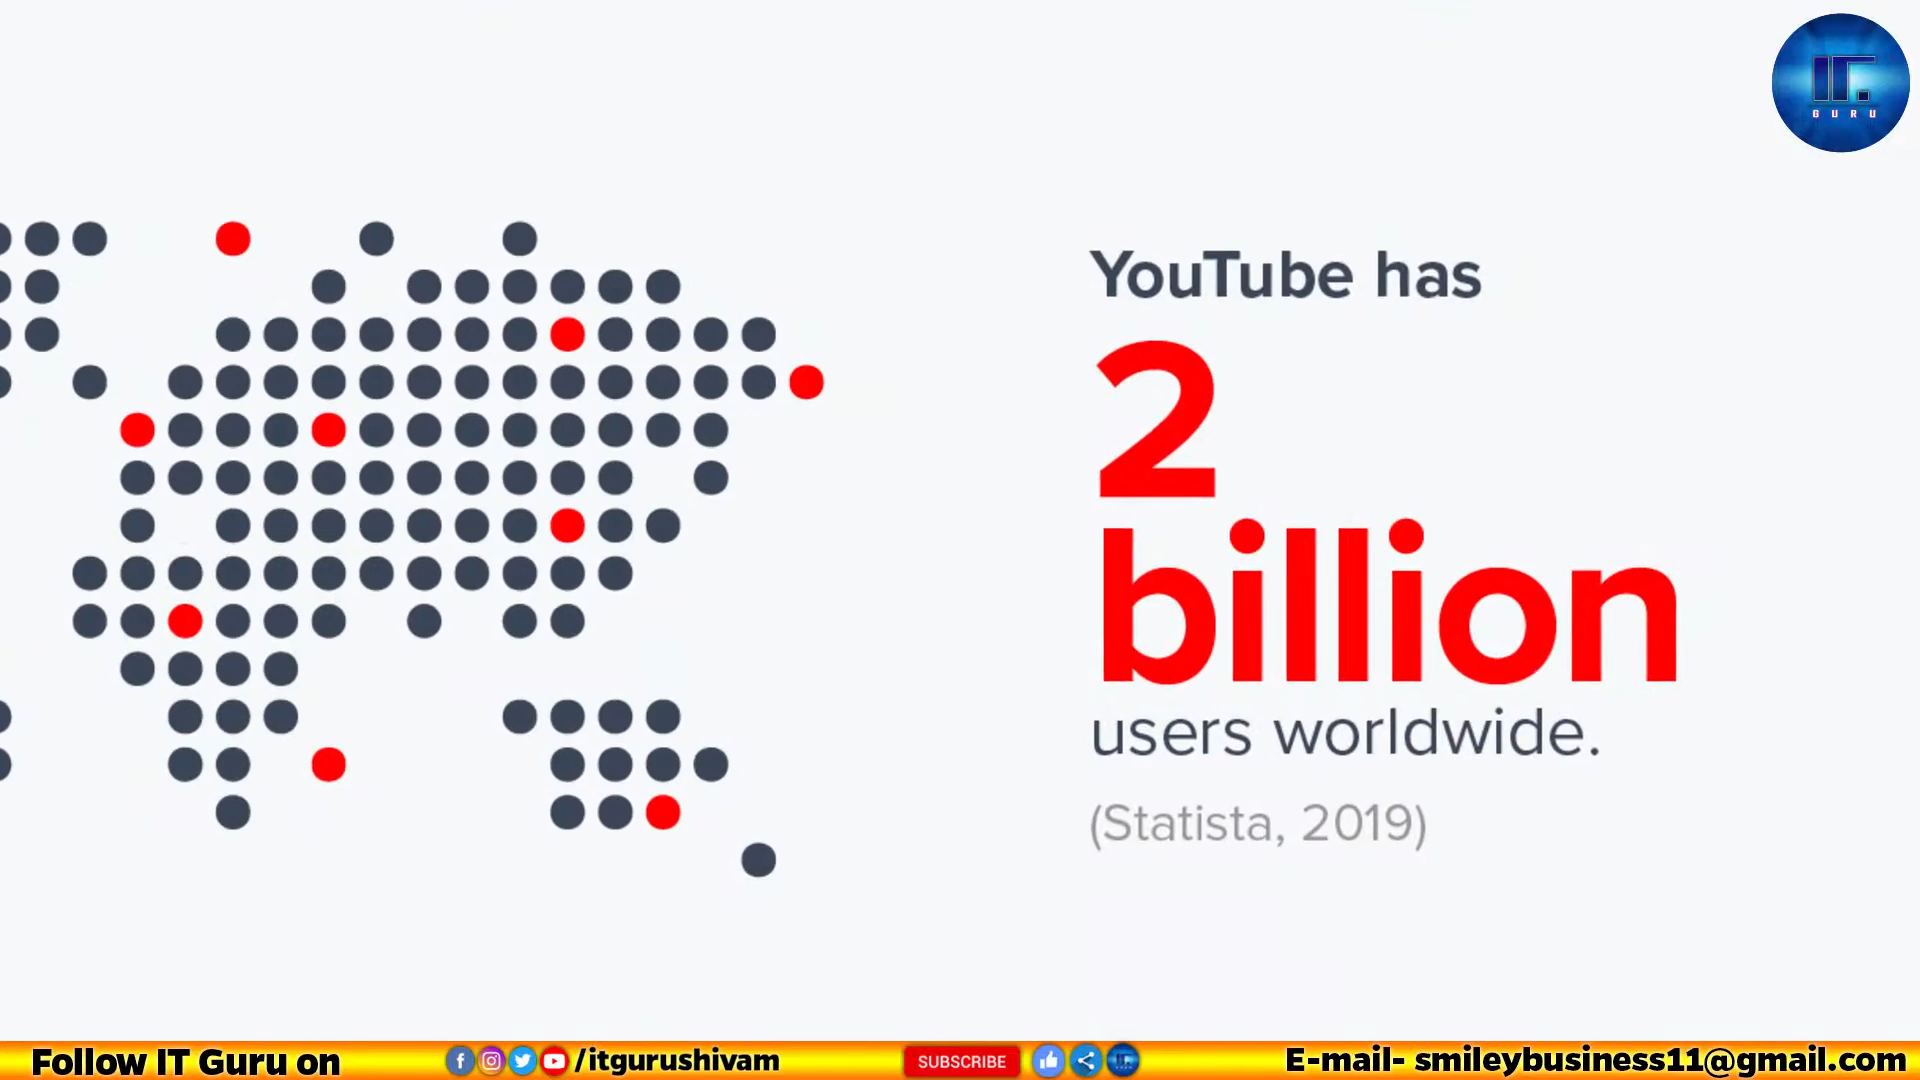 IT.
GURU
YouTube has
2
billion
users worldwide.
(Statista, 2019)
Follow IT Guru on
/itgurushivam
SUBSCRIBE
E-mail- smileybusiness11@gmail.com